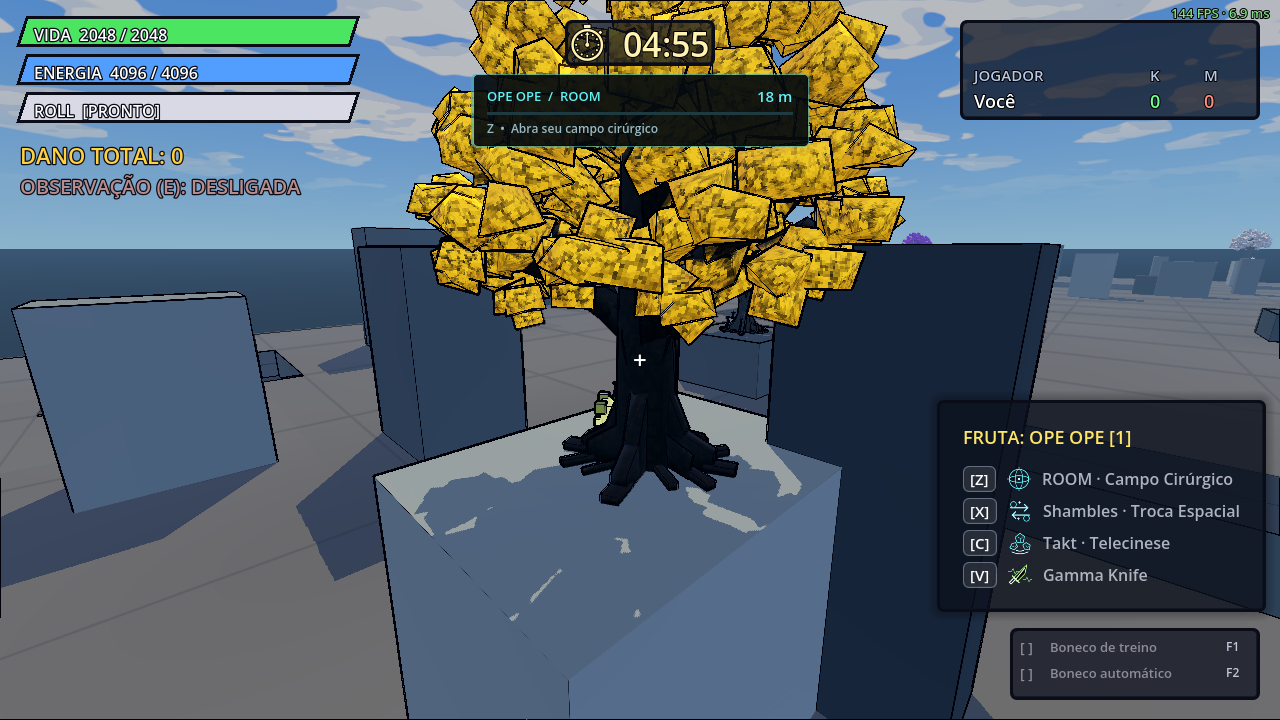 144 FPS · 6.9 ms
VIDA 2048 / 2048
04:55
ENERGIA 4096 / 4096
JOGADOR K M
Você 0 0
OPE OPE / ROOM 18 m
ROLL [PRONTO]
Z • Abra seu campo cirúrgico
DANO TOTAL: 0
OBSERVAÇÃO (E): DESLIGADA
FRUTA: OPE OPE [1]
[Z] ROOM · Campo Cirúrgico
[X] Shambles · Troca Espacial
[C] Takt · Telecinese
[V] Gamma Knife
[ ] Boneco de treino F1
[ ] Boneco automático F2